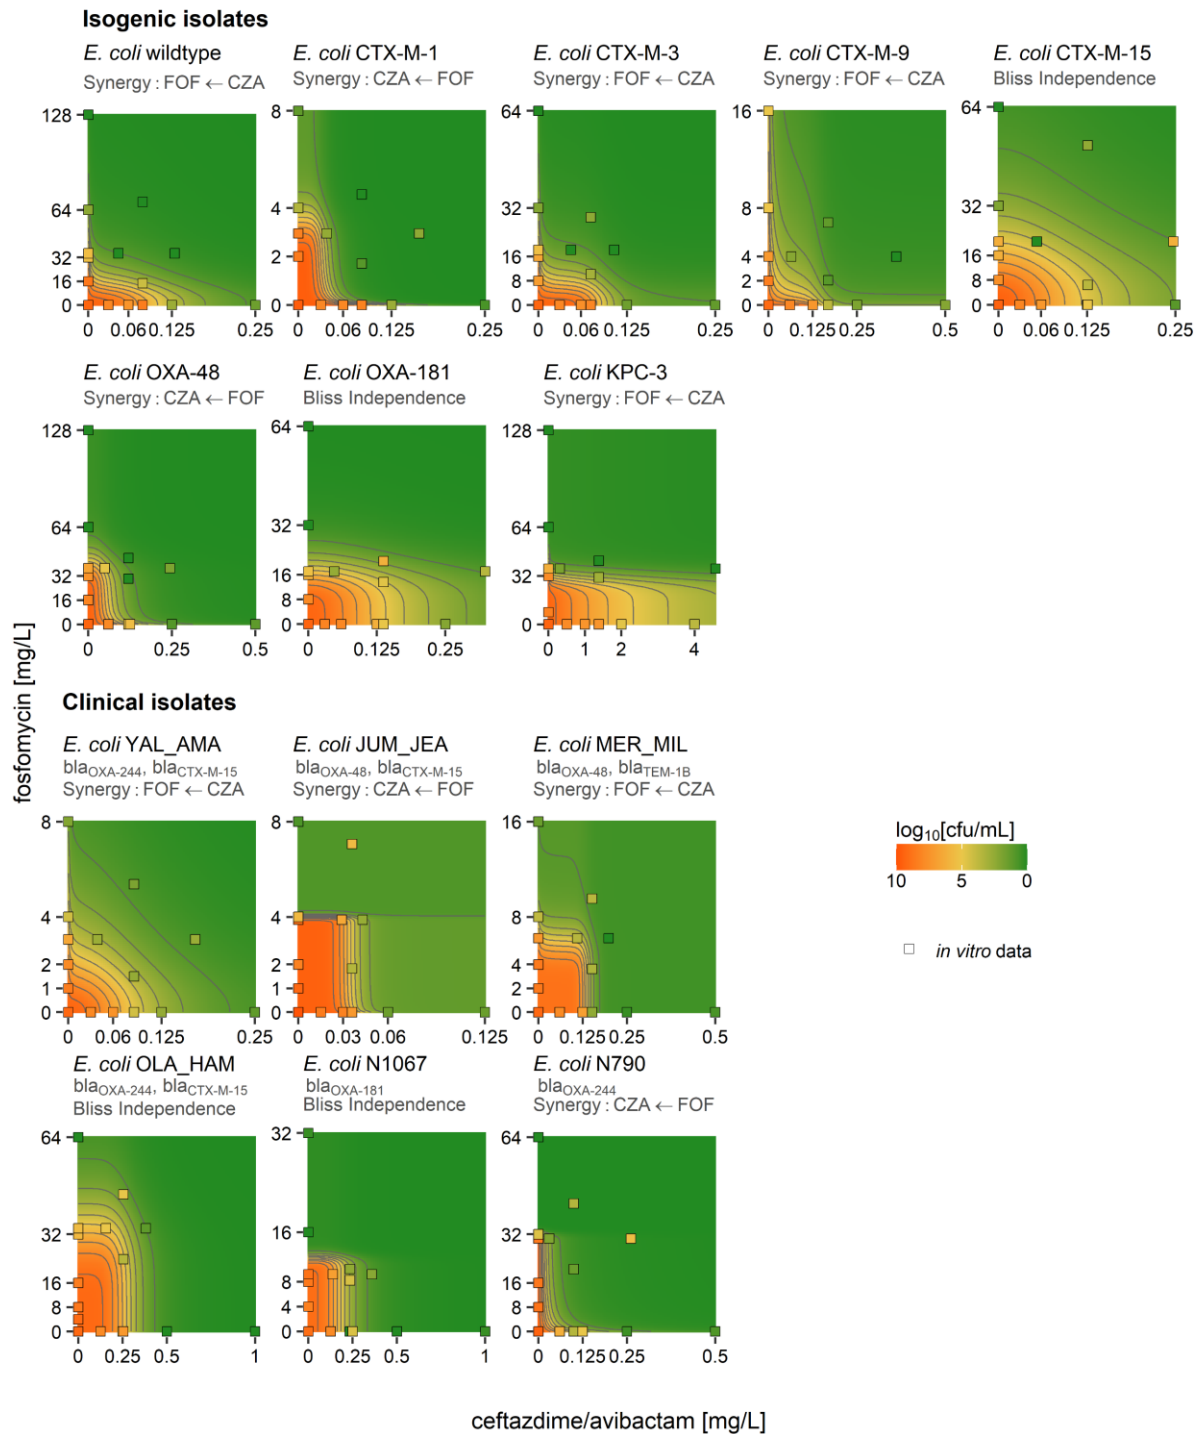 Isogenic isolates
E. coli wildtype
Synergy : FOF ← CZA
E. coli CTX-M-1
Synergy : CZA ← FOF
E. coli CTX-M-3
Synergy : FOF ← CZA
E. coli CTX-M-9
Synergy : FOF ← CZA
E. coli CTX-M-15
Bliss Independence
128
64
32
16
0
0 0.06 0.125 0.25
8
4
2
0
0 0.06 0.125 0.25
64
32
16
8
0
0 0.06 0.125 0.25
16
8
4
2
0
0 0.125 0.25 0.5
64
32
16
8
0
0 0.06 0.125 0.25
E. coli OXA-48
Synergy : CZA ← FOF
E. coli OXA-181
Bliss Independence
E. coli KPC-3
Synergy : FOF ← CZA
128
64
32
16
0
0 0.25 0.5
64
32
16
8
0
0 0.125 0.25
128
64
32
16
0
0 1 2 4
fosfomycin [mg/L]
Clinical isolates
E. coli YAL_AMA
blaOXA-244, blaCTX-M-15
Synergy : FOF ← CZA
E. coli JUM_JEA
blaOXA-48, blaCTX-M-15
Synergy : CZA ← FOF
E. coli MER_MIL
blaOXA-48, blaTEM-1B
Synergy : FOF ← CZA
8
4
2
1
0
0 0.06 0.125 0.25
8
4
2
1
0
0 0.03 0.06 0.125
16
8
4
2
0
0 0.125 0.25 0.5
log10[cfu/mL]
10 5 0
in vitro data
E. coli OLA_HAM
blaOXA-244, blaCTX-M-15
Bliss Independence
E. coli N1067
blaOXA-181
Bliss Independence
E. coli N790
blaOXA-244
Synergy : CZA ← FOF
64
32
16
8
0
0 0.25 0.5 1
32
16
8
4
0
0 0.25 0.5 1
64
32
16
8
0
0 0.125 0.25 0.5
ceftazdime/avibactam [mg/L]